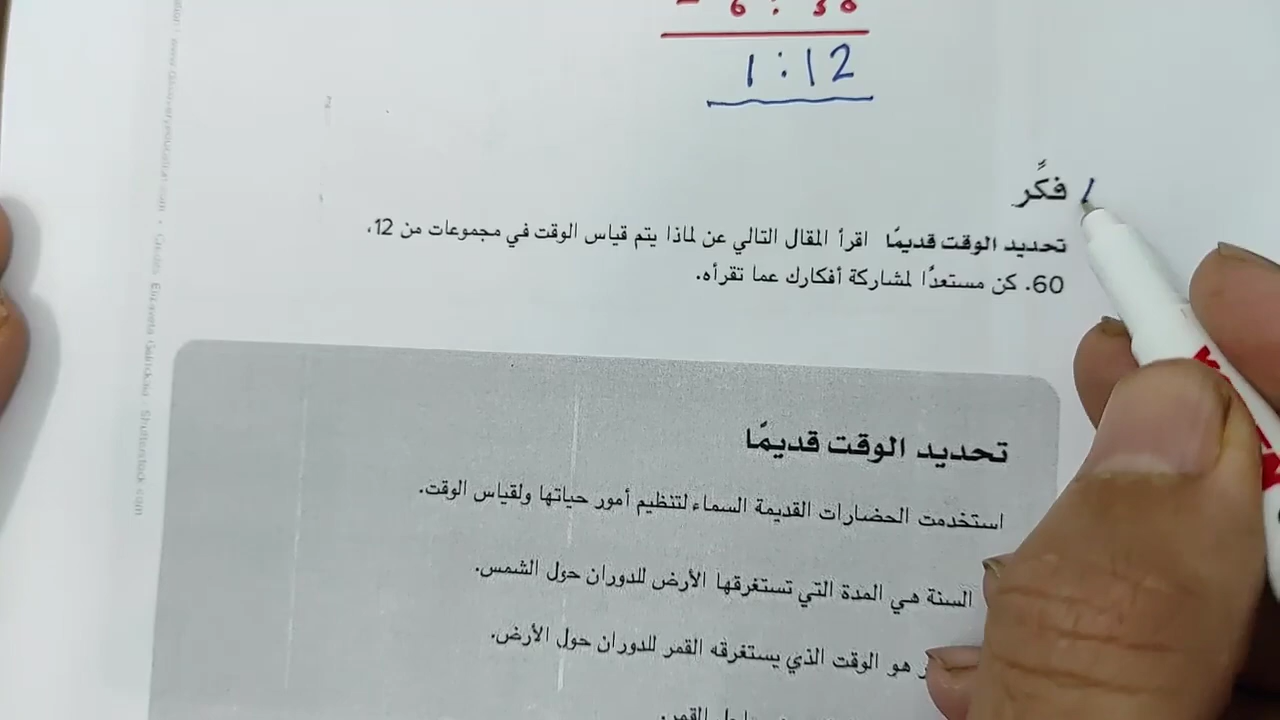 1:12
فكِّر
تحديد الوقت قديمًا اقرأ المقال التالي عن لماذا يتم قياس الوقت في مجموعات من 12،
60. كن مستعدًا لمشاركة أفكارك عما تقرأه.
تحديد الوقت قديمًا
استخدمت الحضارات القديمة السماء لتنظيم أمور حياتها ولقياس الوقت.
السنة هي المدة التي تستغرقها الأرض للدوران حول الشمس.
هو الوقت الذي يستغرقه القمر للدوران حول الأرض.
القمر.